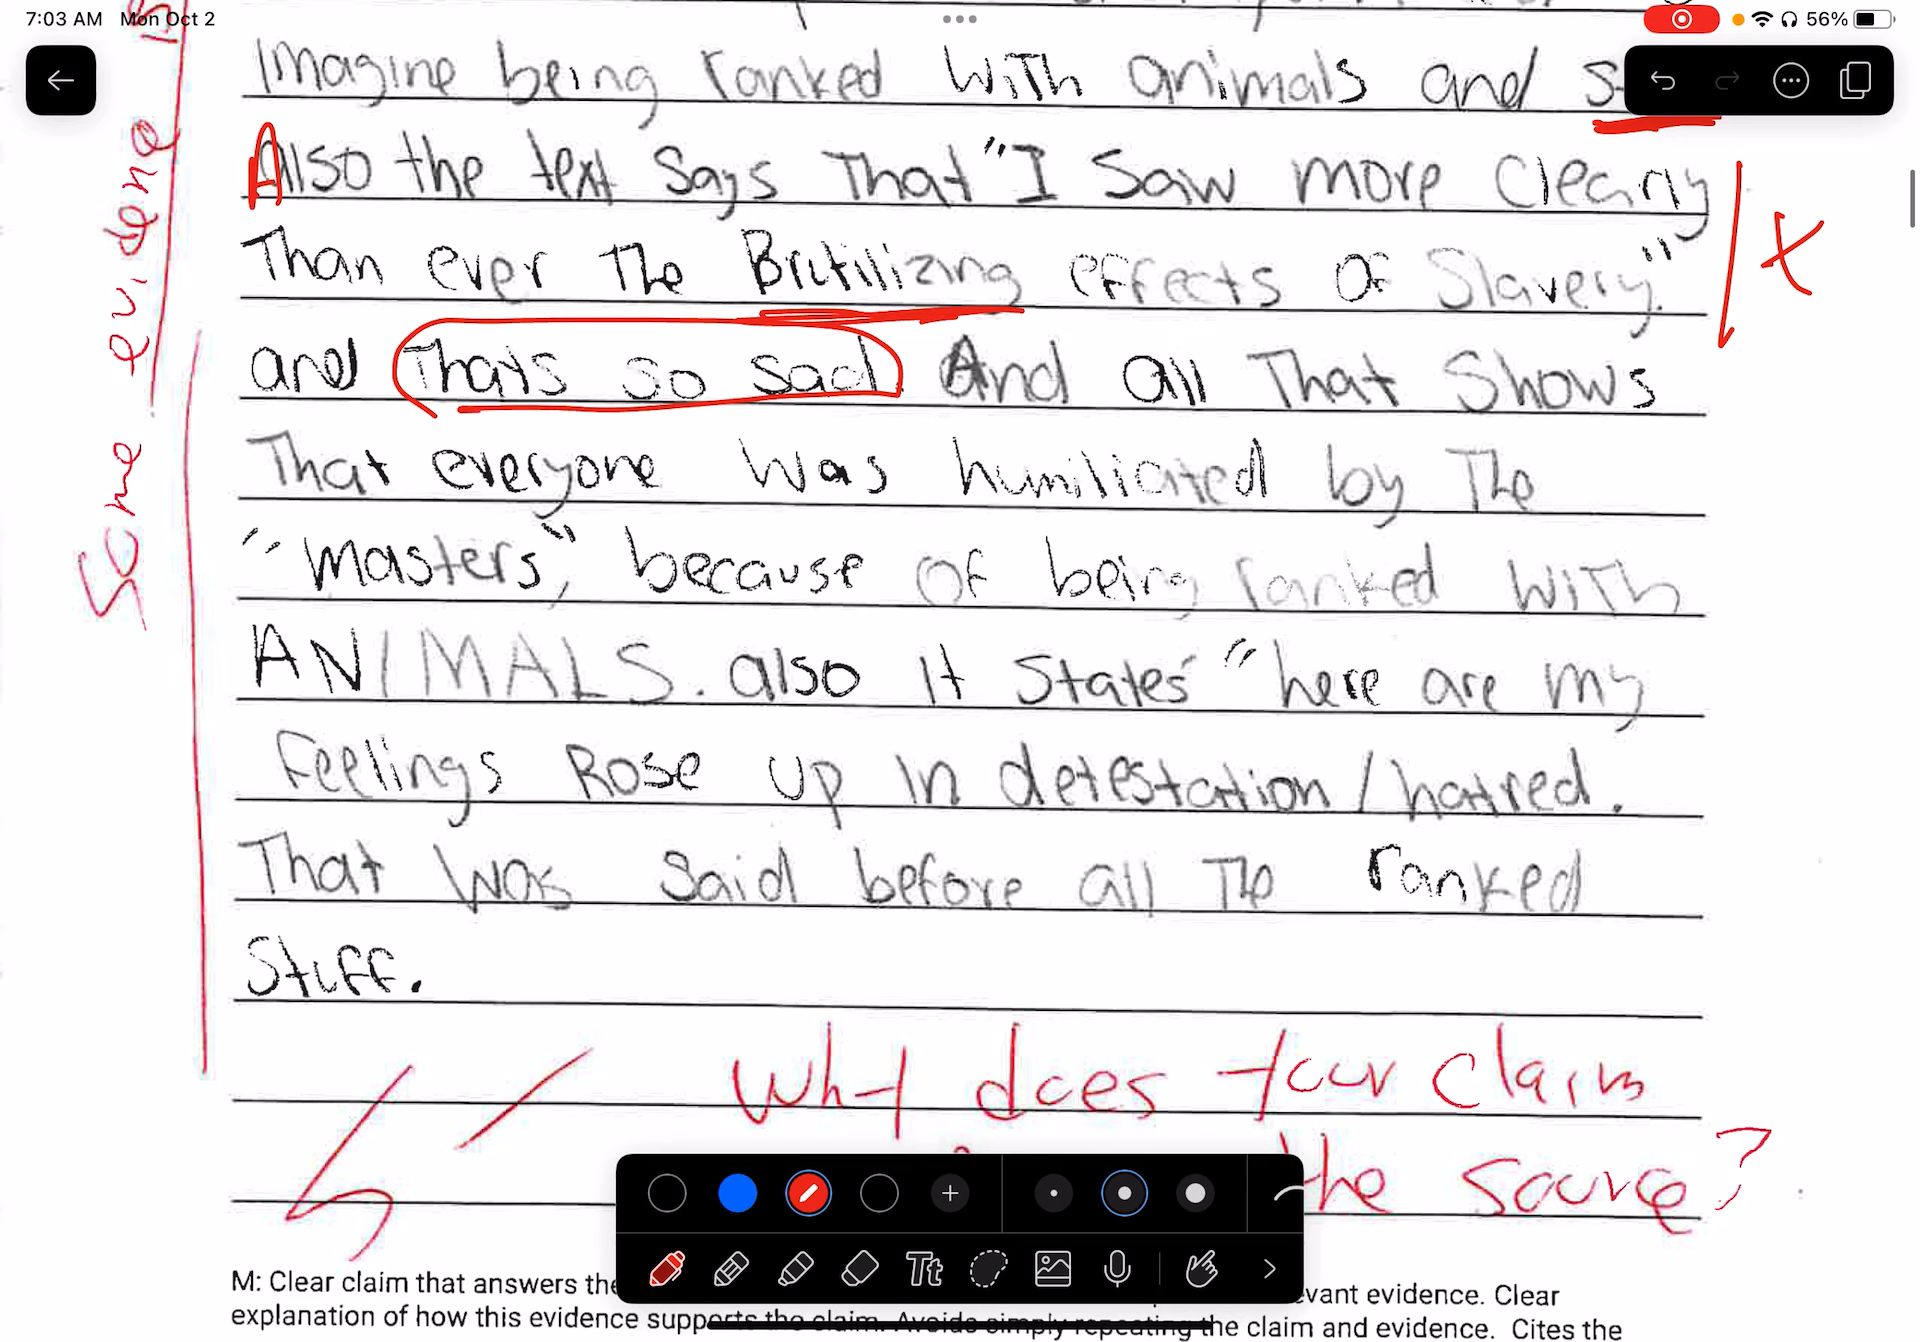 7:03 AM Mon Oct 2
56%
Imagine being ranked with animals and
Also the text says that "I saw more clearly
Than ever the Brutilizing effects of Slavery."
and Thats so sad. And all That Shows
That everyone was humiliated by The
"masters," because of being ranked with
ANIMALS. also it States "here are my
Feelings Rose up in detestation/hatred.
That was said before all The ranked
Stuff.
Some evidence
Why does your claim
the source?
Tt
M: Clear claim that answers the
vant evidence. Clear
explanation of how this evidence supports the claim. Avoids simply repeating the claim and evidence. Cites the